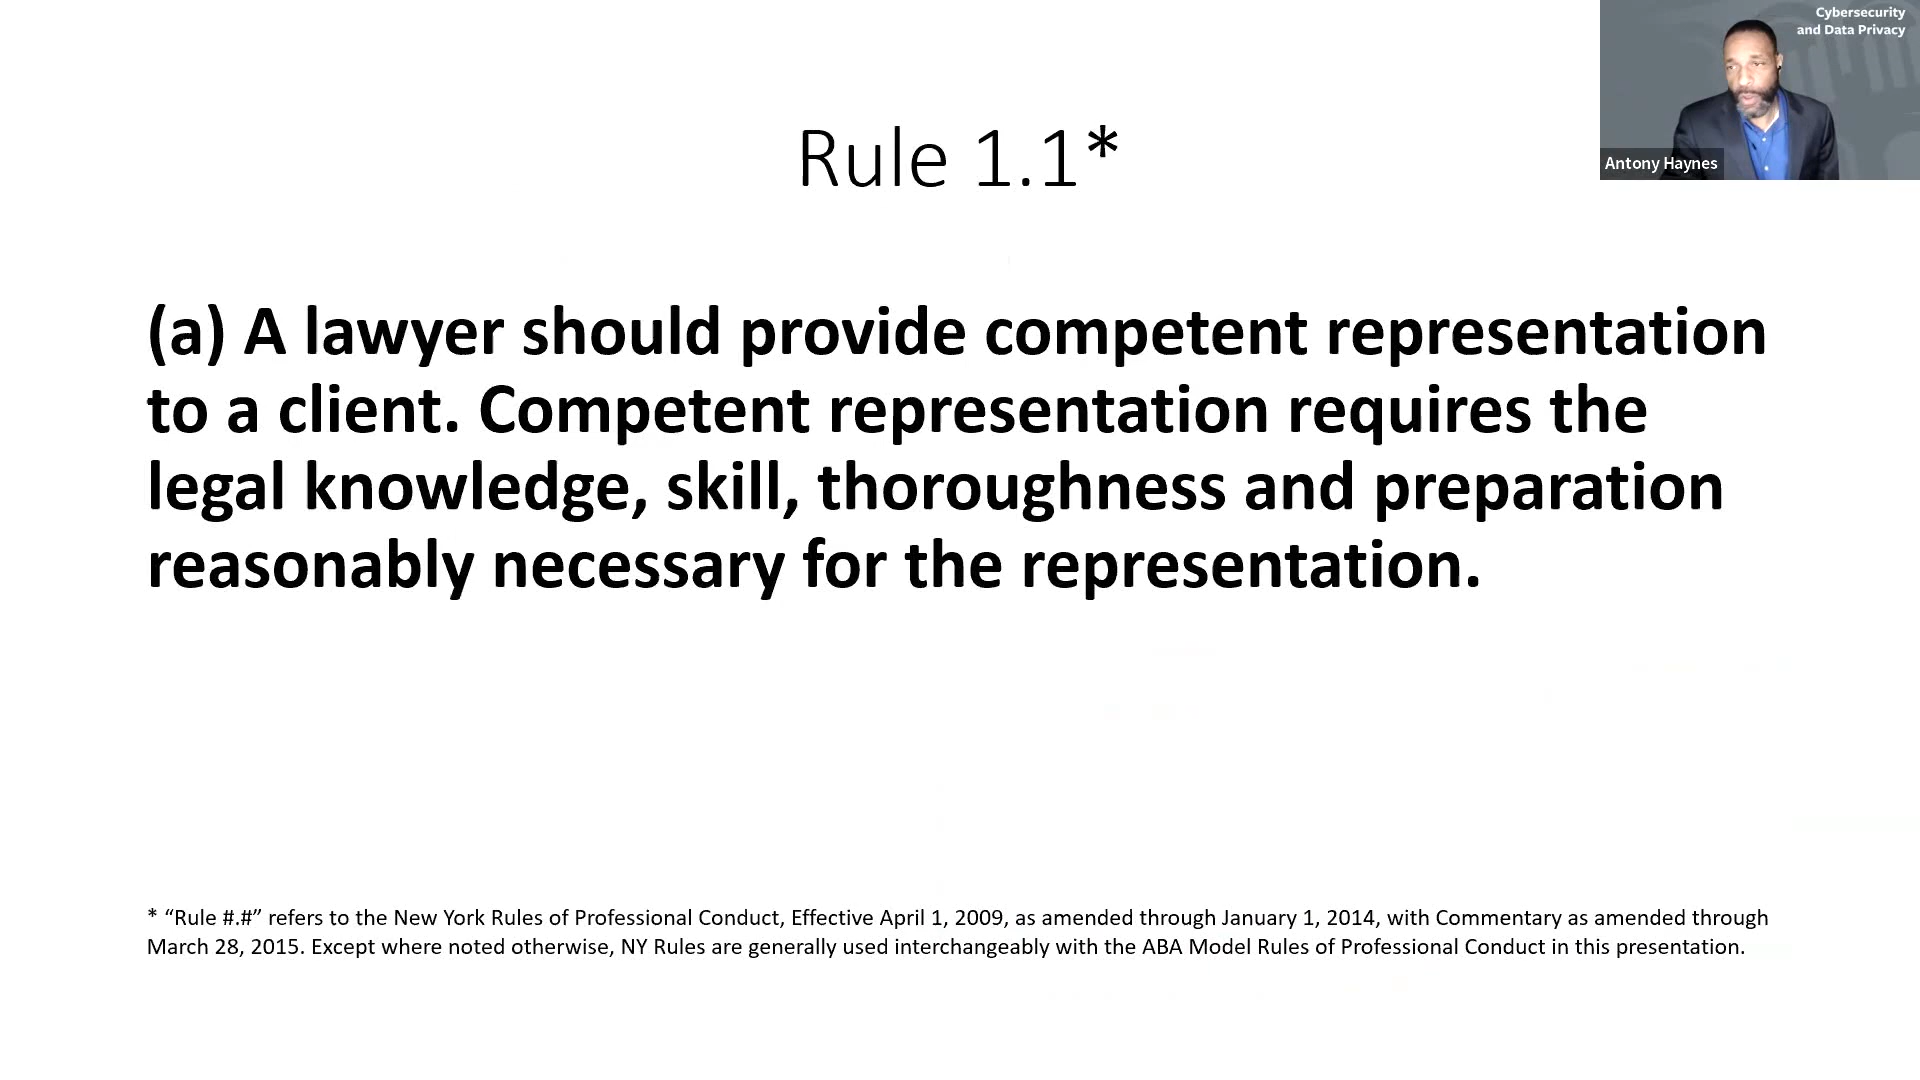 Cybersecurity
and Data Privacy
Antony Haynes
Rule 1.1*
(a) A lawyer should provide competent representation
to a client. Competent representation requires the
legal knowledge, skill, thoroughness and preparation
reasonably necessary for the representation.
* “Rule #.#” refers to the New York Rules of Professional Conduct, Effective April 1, 2009, as amended through January 1, 2014, with Commentary as amended through
March 28, 2015. Except where noted otherwise, NY Rules are generally used interchangeably with the ABA Model Rules of Professional Conduct in this presentation.